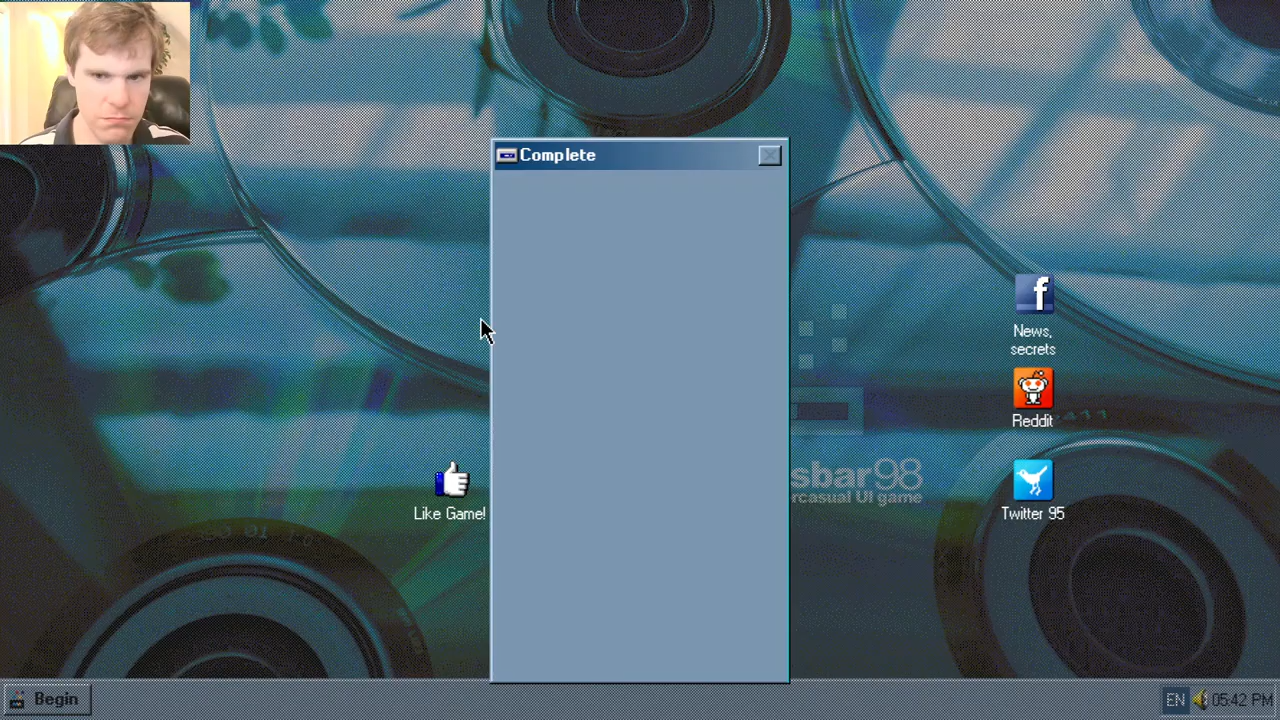 Complete
News,
secrets
Reddit
sbar98
rcasual UI game
Like Game!
Twitter 95
Begin
EN
05:42 PM